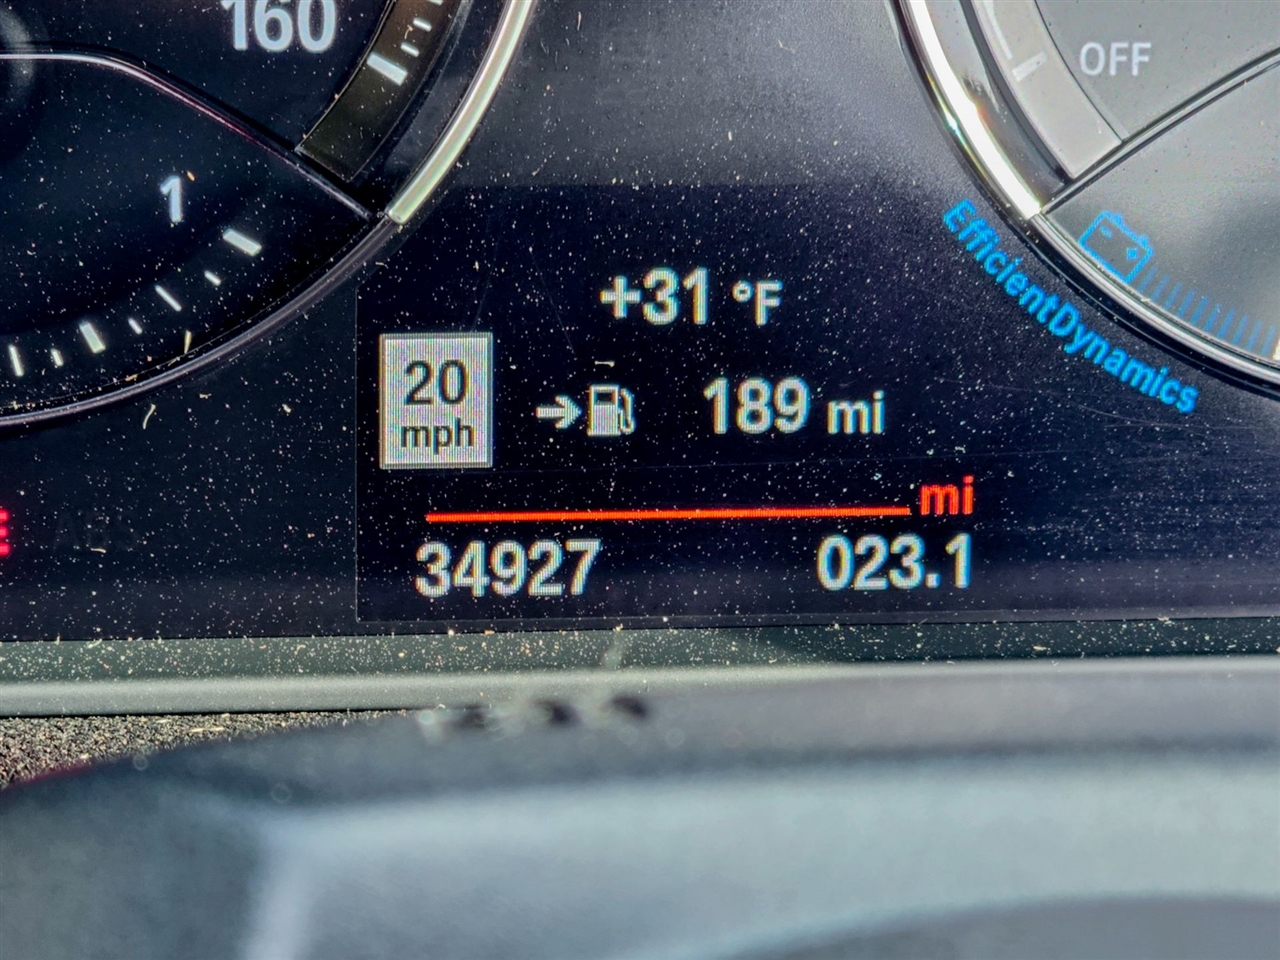 160
OFF
1
EfficientDynamics
+31 °F
20
mph
189 mi
mi
34927 023.1